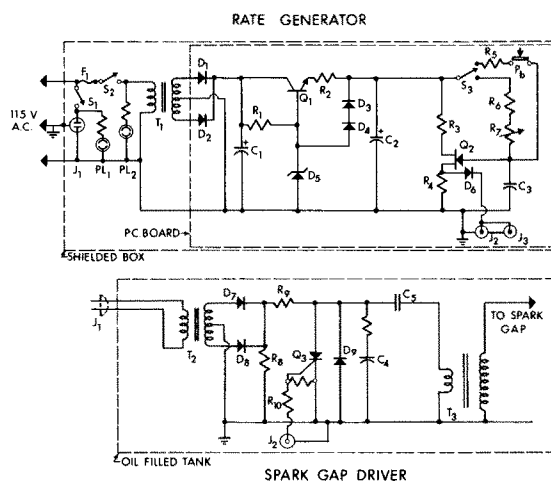 RATE GENERATOR
115 V
A.C.
F1
S1
S2
J1
PL1
PL2
T1
D1
D2
C1
R1
Q1
R2
D5
D3
D4
C2
R3
Q2
R4
D6
S3
R5
Pb
R6
R7
C3
J2
J3
PC BOARD
SHIELDED BOX
J1
T2
D7
D8
R9
R8
Q3
R10
J2
D9
C4
C5
T3
TO SPARK
GAP
OIL FILLED TANK
SPARK GAP DRIVER